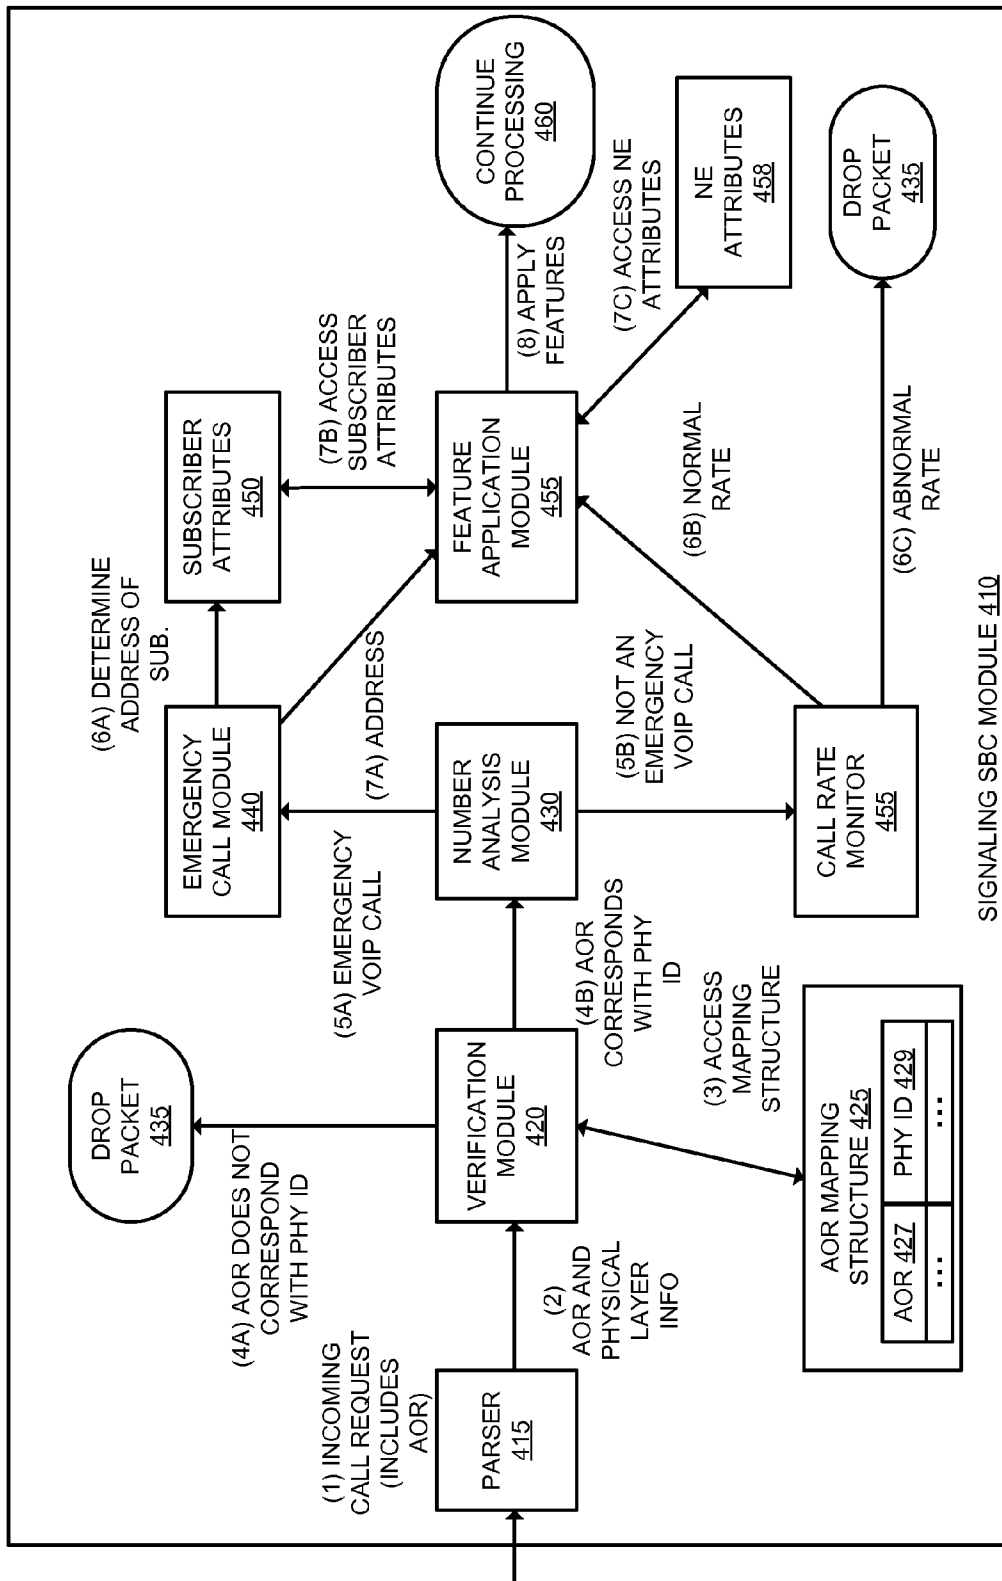 (1) INCOMING
CALL REQUEST
(INCLUDES
AOR)
PARSER
415
(2)
AOR AND
PHYSICAL
LAYER
INFO
(4A) AOR DOES NOT
CORRESPOND
WITH PHY ID
DROP
PACKET
435
VERIFICATION
MODULE
420
(3) ACCESS
MAPPING
STRUCTURE
AOR MAPPING
STRUCTURE 425
AOR 427
PHY ID 429
...
...
(4B) AOR
CORRESPONDS
WITH PHY
ID
NUMBER
ANALYSIS
MODULE
430
(5A) EMERGENCY
VOIP CALL
EMERGENCY
CALL MODULE
440
(5B) NOT AN
EMERGENCY
VOIP CALL
CALL RATE
MONITOR
455
(6A) DETERMINE
ADDRESS OF
SUB.
SUBSCRIBER
ATTRIBUTES
450
(7A) ADDRESS
(7B) ACCESS
SUBSCRIBER
ATTRIBUTES
FEATURE
APPLICATION
MODULE
455
(6B) NORMAL
RATE
(6C) ABNORMAL
RATE
DROP
PACKET
435
(7C) ACCESS NE
ATTRIBUTES
NE
ATTRIBUTES
458
(8) APPLY
FEATURES
CONTINUE
PROCESSING
460
SIGNALING SBC MODULE 410